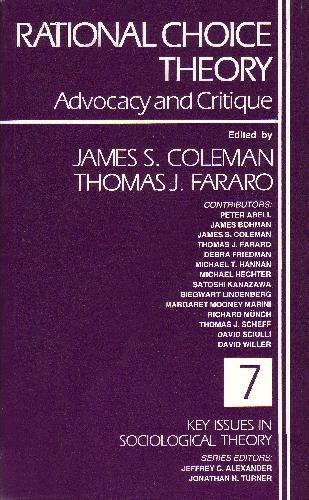 RATIONAL CHOICE
THEORY
Advocacy and Critique
Edited by
JAMES S. COLEMAN
THOMAS J. FARARO
CONTRIBUTORS:
PETER ABELL
JAMES BOHMAN
JAMES S. COLEMAN
THOMAS J. FARARO
DEBRA FRIEDMAN
MICHAEL T. HANNAN
MICHAEL HECHTER
SATOSHI KANAZAWA
SIEGWART LINDENBERG
MARGARET MOONEY MARINI
RICHARD MÜNCH
THOMAS J. SCHEFF
DAVID SCIULLI
DAVID WILLER
7
KEY ISSUES IN
SOCIOLOGICAL THEORY
SERIES EDITORS:
JEFFREY C. ALEXANDER
JONATHAN H. TURNER